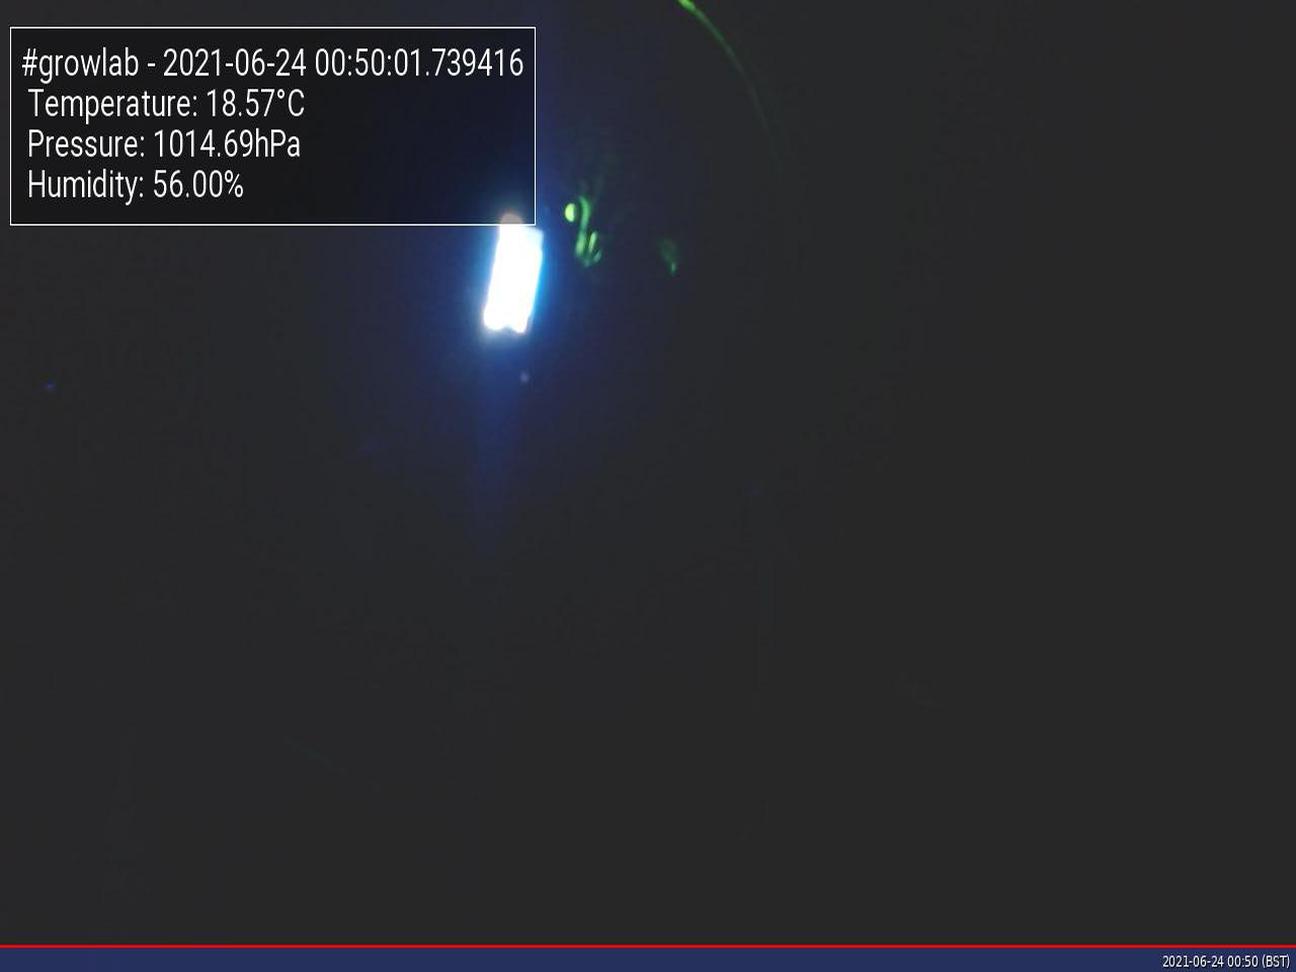 #growlab - 2021-06-24 00:50:01.739416
Temperature: 18.57°C
Pressure: 1014.69hPa
Humidity: 56.00%
2021-06-24 00:50 (BST)